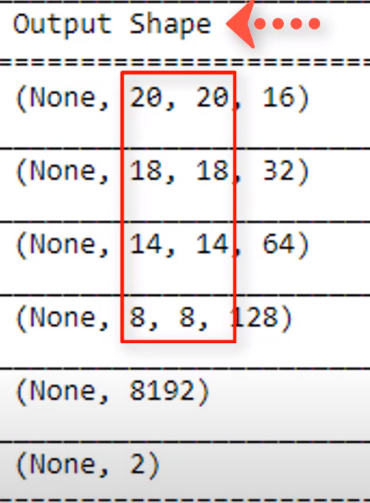 Output Shape
==============================
(None, 20, 20, 16)
(None, 18, 18, 32)
(None, 14, 14, 64)
(None, 8, 8, 128)
(None, 8192)
(None, 2)